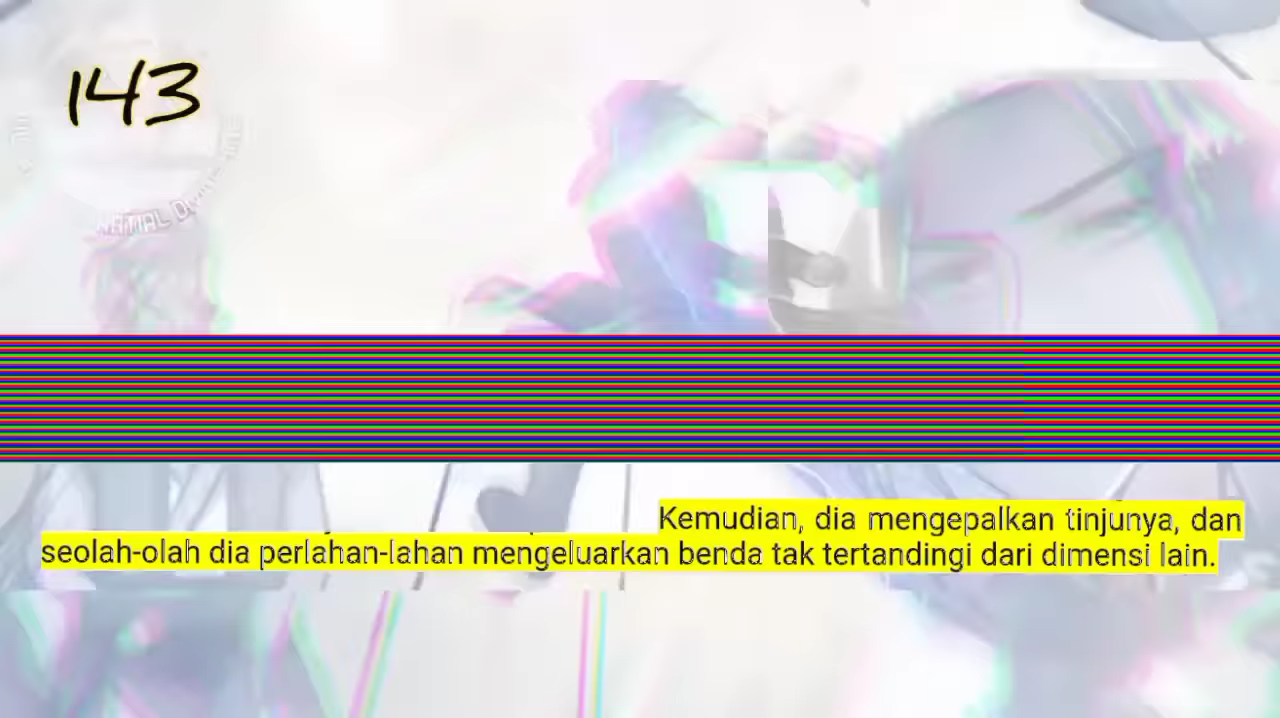 143
Kemudian, dia mengepalkan tinjunya, dan
seolah-olah dia perlahan-lahan mengeluarkan benda tak tertandingi dari dimensi lain.